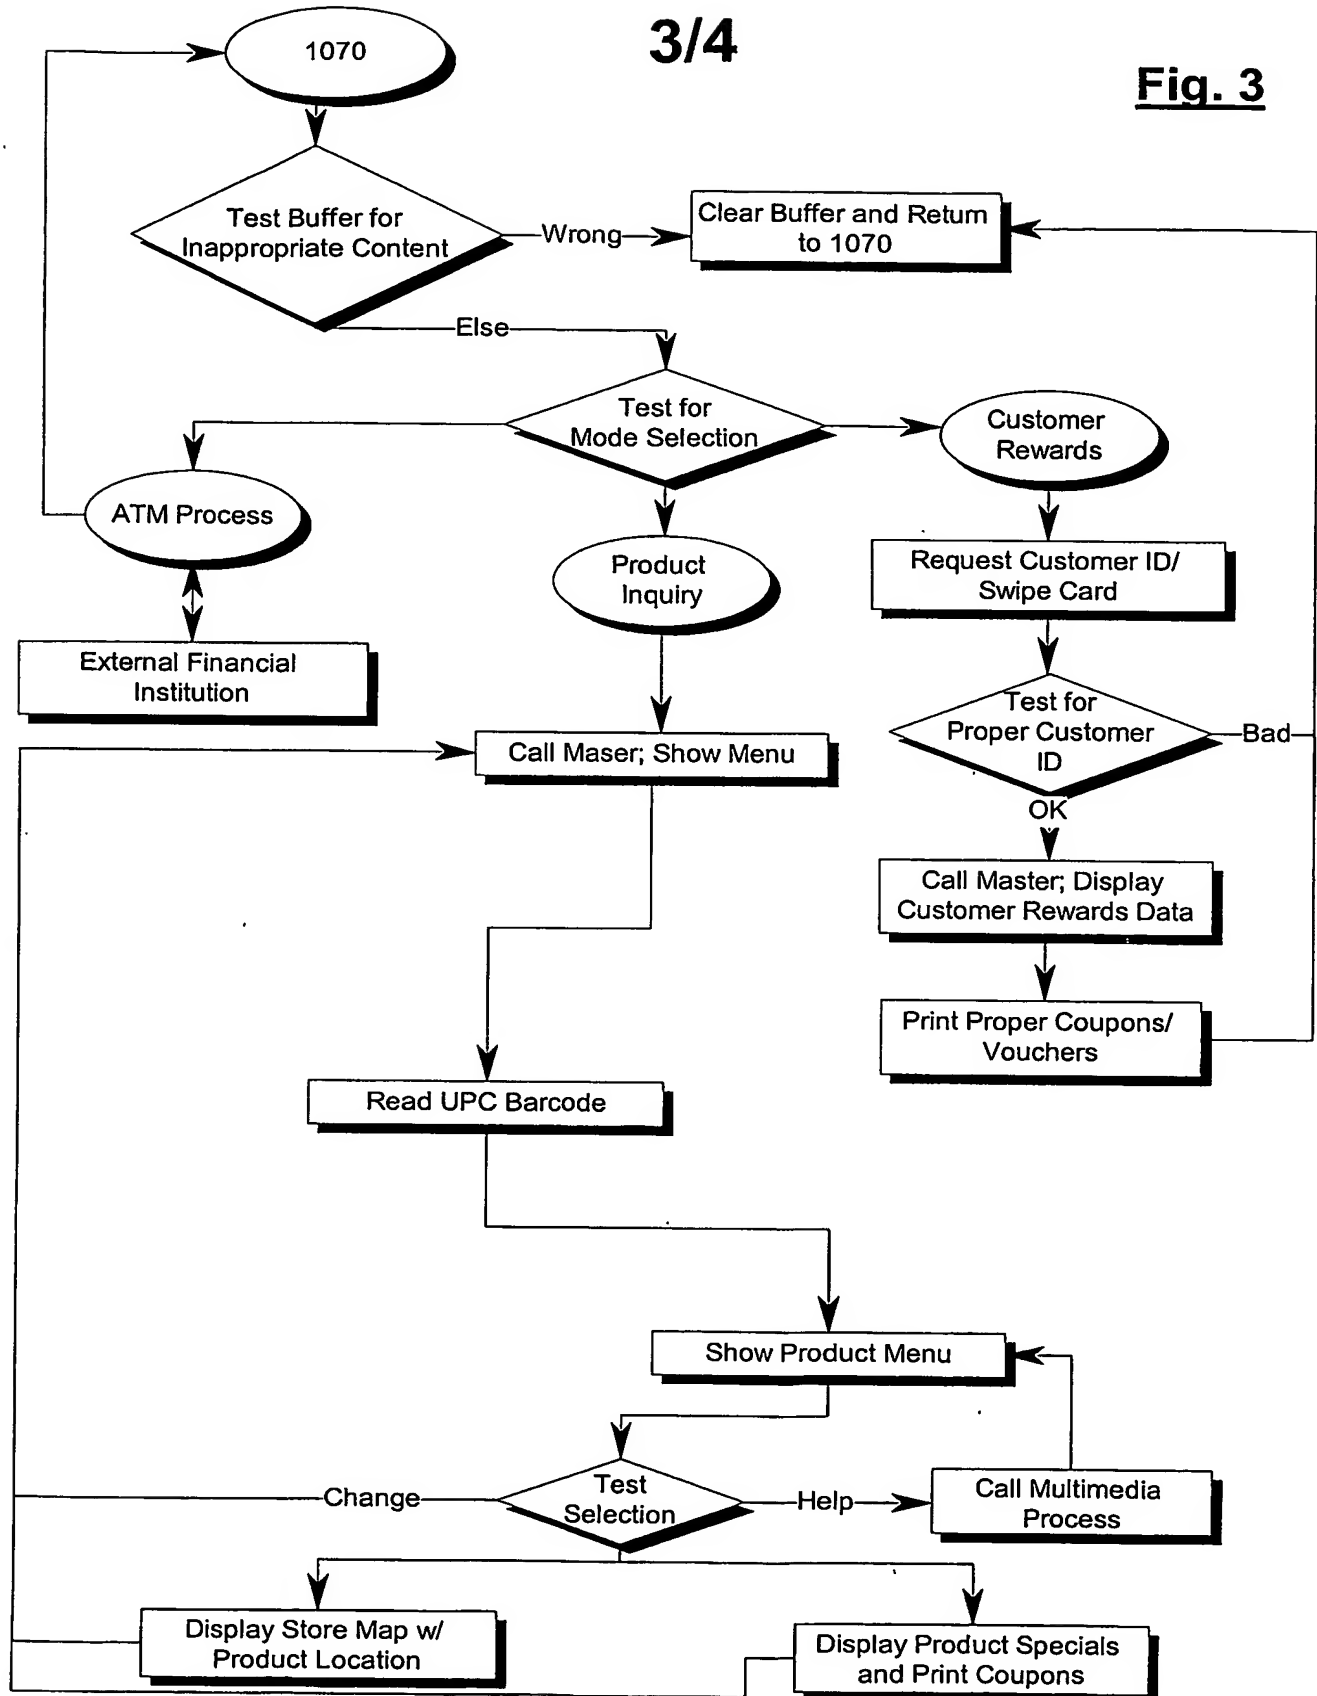 3/4
Fig. 3
1070
Test Buffer for
Inappropriate Content
Wrong
Clear Buffer and Return
to 1070
Else
Test for
Mode Selection
Customer
Rewards
ATM Process
Product
Inquiry
Request Customer ID/
Swipe Card
External Financial
Institution
Test for
Proper Customer
ID
Bad
Call Maser; Show Menu
OK
Call Master; Display
Customer Rewards Data
Print Proper Coupons/
Vouchers
Read UPC Barcode
Show Product Menu
Test
Selection
Change
Help
Call Multimedia
Process
Display Store Map w/
Product Location
Display Product Specials
and Print Coupons